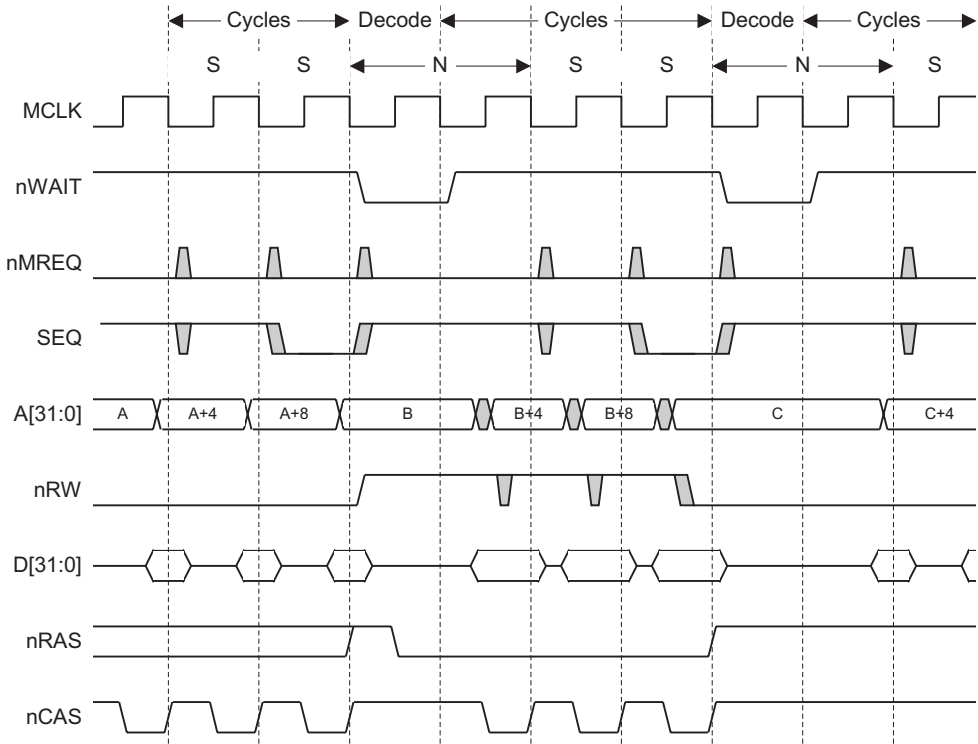 Cycles Decode Cycles Decode Cycles
S S N S S N S
MCLK
nWAIT
nMREQ
SEQ
A[31:0] A A+4 A+8 B B+4 B+8 C C+4
nRW
D[31:0]
nRAS
nCAS